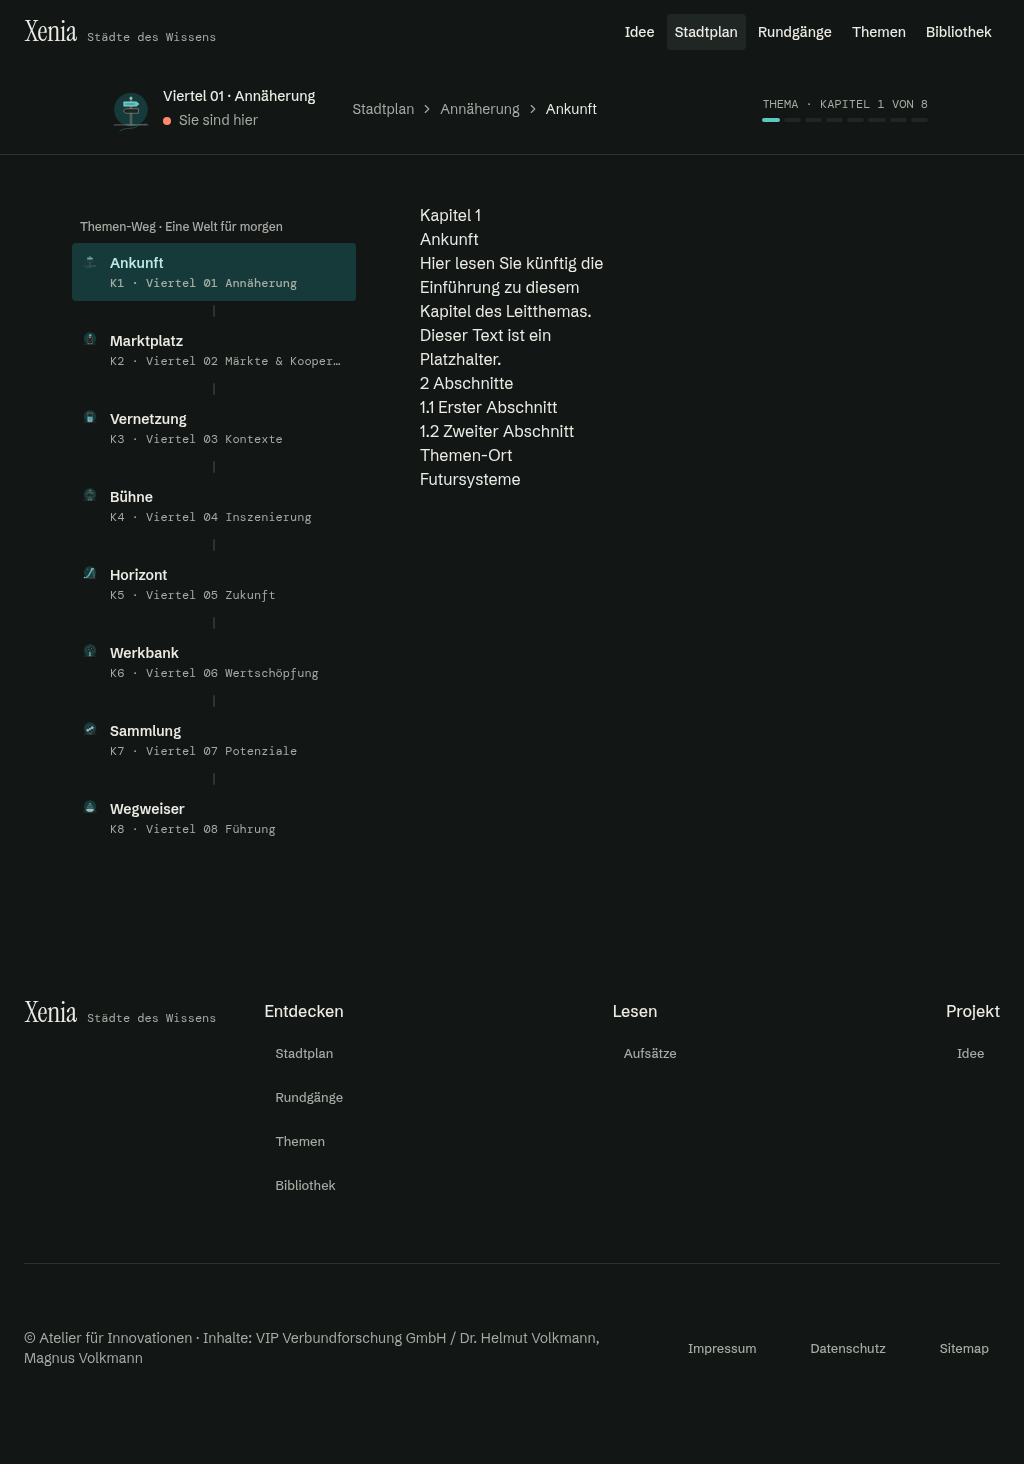 Xenia Städte des Wissens
Idee Stadtplan Rundgänge Themen Bibliothek
Viertel 01 · Annäherung
Sie sind hier
Stadtplan > Annäherung > Ankunft
THEMA · KAPITEL 1 VON 8
Themen-Weg · Eine Welt für morgen
Ankunft
K1 · Viertel 01 Annäherung
Marktplatz
K2 · Viertel 02 Märkte & Kooper…
Vernetzung
K3 · Viertel 03 Kontexte
Bühne
K4 · Viertel 04 Inszenierung
Horizont
K5 · Viertel 05 Zukunft
Werkbank
K6 · Viertel 06 Wertschöpfung
Sammlung
K7 · Viertel 07 Potenziale
Wegweiser
K8 · Viertel 08 Führung
Kapitel 1
Ankunft
Hier lesen Sie künftig die
Einführung zu diesem
Kapitel des Leitthemas.
Dieser Text ist ein
Platzhalter.
2 Abschnitte
1.1 Erster Abschnitt
1.2 Zweiter Abschnitt
Themen-Ort
Futursysteme
Xenia Städte des Wissens
Entdecken
Stadtplan
Rundgänge
Themen
Bibliothek
Lesen
Aufsätze
Projekt
Idee
© Atelier für Innovationen · Inhalte: VIP Verbundforschung GmbH / Dr. Helmut Volkmann,
Magnus Volkmann
Impressum Datenschutz Sitemap